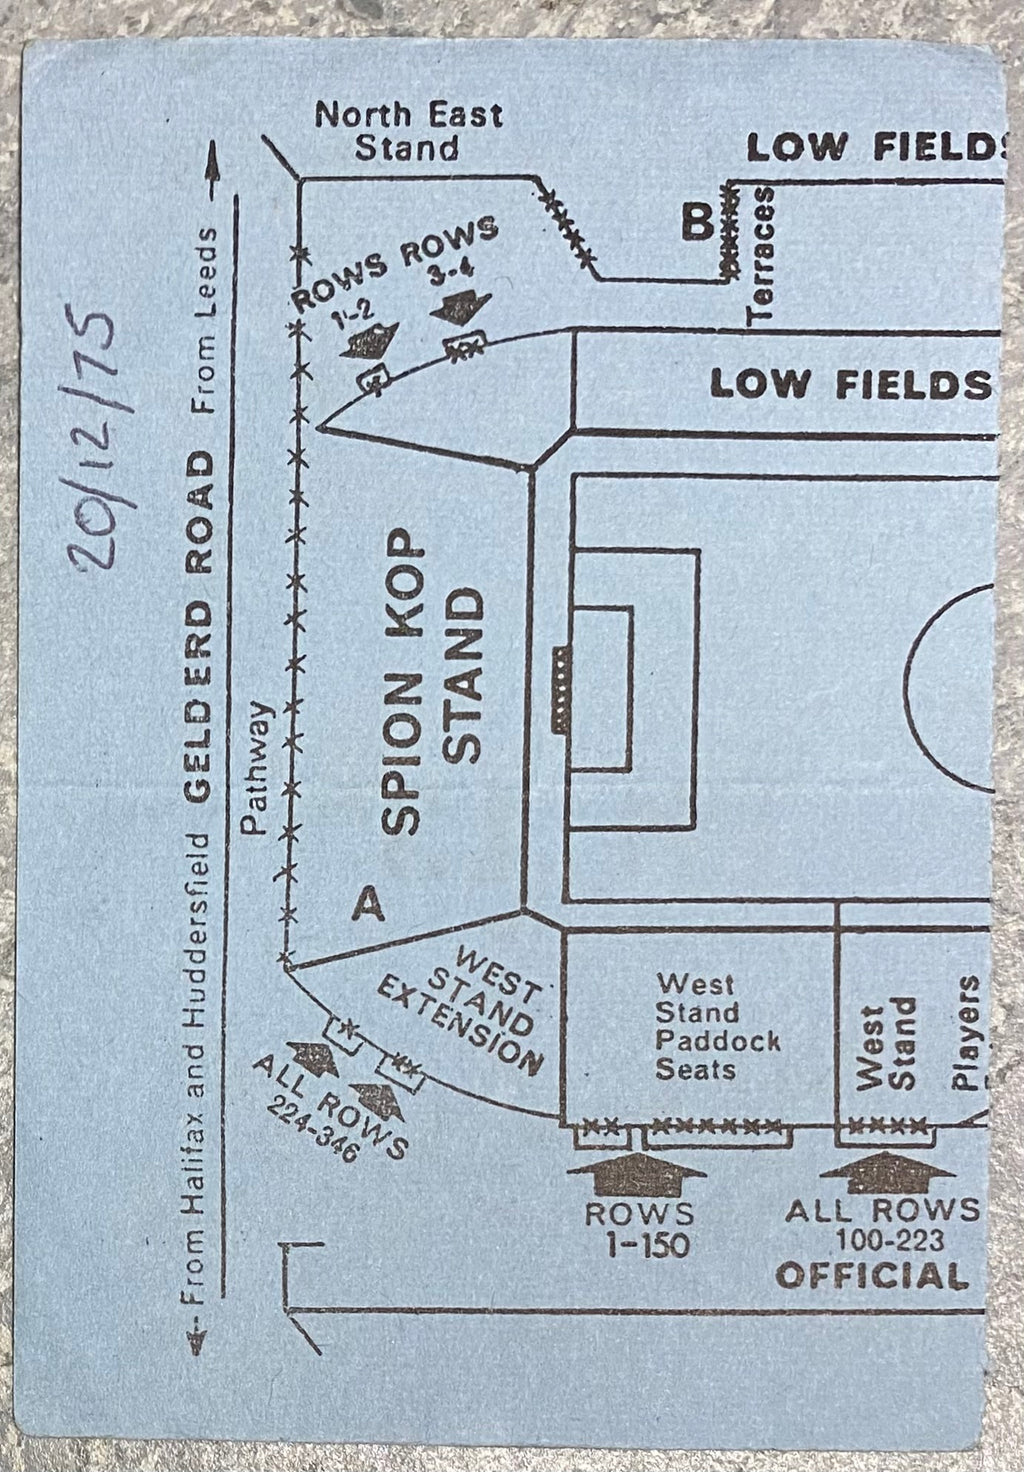 North East
Stand
LOW FIELDS
B
Terraces
ROWS
1-2
ROWS
3-4
LOW FIELDS
20/12/75
← From Halifax and Huddersfield GELDERD ROAD From Leeds →
Pathway
SPION KOP
STAND
A
WEST
STAND
EXTENSION
ALL ROWS
224-346
West
Stand
Paddock
Seats
West
Stand
Players
ROWS
1-150
ALL ROWS
100-223
OFFICIAL